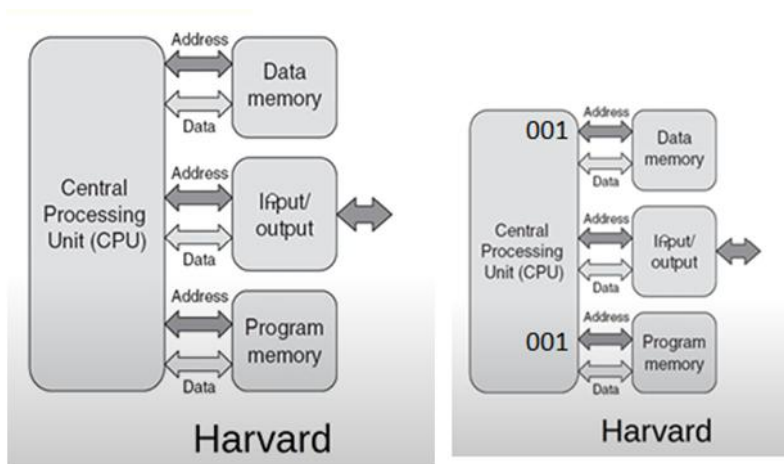 Address
Data
memory
Data
Central
Processing
Unit (CPU)
Address
Input/
output
Data
Address
Program
memory
Data
Harvard
001
Address
Data
memory
Data
Central
Processing
Unit (CPU)
Address
Input/
output
Data
001
Address
Program
memory
Data
Harvard